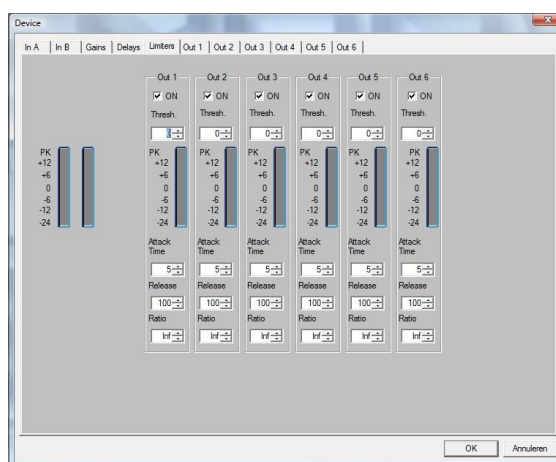 Device
In A In B Gains Delays Limiters Out 1 Out 2 Out 3 Out 4 Out 5 Out 6
Out 1 Out 2 Out 3 Out 4 Out 5 Out 6
ON ON ON ON ON ON
Thresh. Thresh. Thresh. Thresh. Thresh. Thresh.
0 0 0 0 0
PK PK PK PK PK PK PK
+12 +12 +12 +12 +12 +12 +12
+6 +6 +6 +6 +6 +6 +6
0 0 0 0 0 0 0
-6 -6 -6 -6 -6 -6 -6
-12 -12 -12 -12 -12 -12 -12
-24 -24 -24 -24 -24 -24 -24
Attack Attack Attack Attack Attack Attack
Time Time Time Time Time Time
5 5 5 5 5 5
Release Release Release Release Release Release
100 100 100 100 100 100
Ratio Ratio Ratio Ratio Ratio Ratio
Inf Inf Inf Inf Inf Inf
OK Annuleren